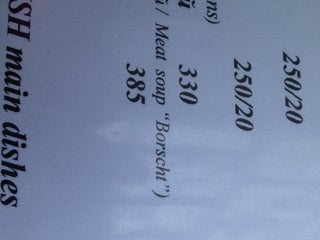 250/20
250/20
ns)
й 330
й / Meat soup "Borscht")
385
SH main dishes